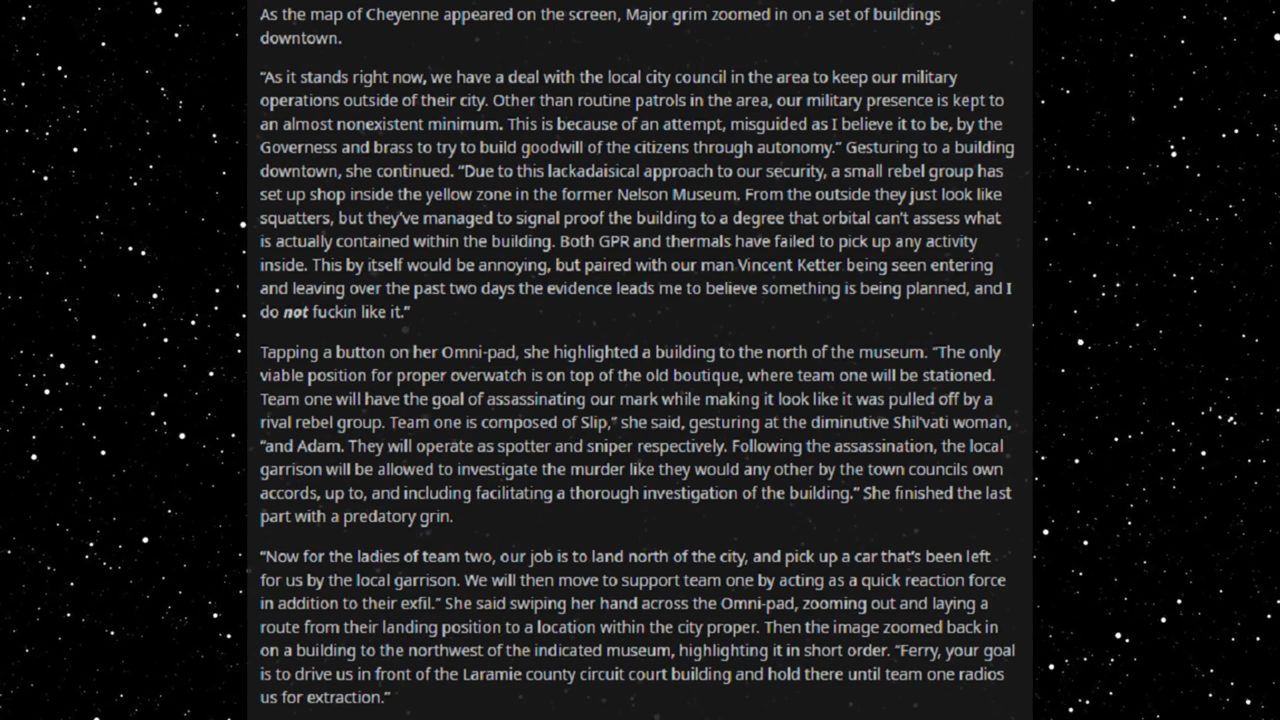 As the map of Cheyenne appeared on the screen, Major grim zoomed in on a set of buildings
downtown.
“As it stands right now, we have a deal with the local city council in the area to keep our military
operations outside of their city. Other than routine patrols in the area, our military presence is kept to
an almost nonexistent minimum. This is because of an attempt, misguided as I believe it to be, by the
Governess and brass to try to build goodwill of the citizens through autonomy.” Gesturing to a building
downtown, she continued. “Due to this lackadaisical approach to our security, a small rebel group has
set up shop inside the yellow zone in the former Nelson Museum. From the outside they just look like
squatters, but they’ve managed to signal proof the building to a degree that orbital can’t assess what
is actually contained within the building. Both GPR and thermals have failed to pick up any activity
inside. This by itself would be annoying, but paired with our man Vincent Ketter being seen entering
and leaving over the past two days the evidence leads me to believe something is being planned, and I
do not fuckin like it.”
Tapping a button on her Omni-pad, she highlighted a building to the north of the museum. “The only
viable position for proper overwatch is on top of the old boutique, where team one will be stationed.
Team one will have the goal of assassinating our mark while making it look like it was pulled off by a
rival rebel group. Team one is composed of Slip,” she said, gesturing at the diminutive Shil’vati woman,
“and Adam. They will operate as spotter and sniper respectively. Following the assassination, the local
garrison will be allowed to investigate the murder like they would any other by the town councils own
accords, up to, and including facilitating a thorough investigation of the building.” She finished the last
part with a predatory grin.
“Now for the ladies of team two, our job is to land north of the city, and pick up a car that’s been left
for us by the local garrison. We will then move to support team one by acting as a quick reaction force
in addition to their exfil.” She said swiping her hand across the Omni-pad, zooming out and laying a
route from their landing position to a location within the city proper. Then the image zoomed back in
on a building to the northwest of the indicated museum, highlighting it in short order. “Ferry, your goal
is to drive us in front of the Laramie county circuit court building and hold there until team one radios
us for extraction.”